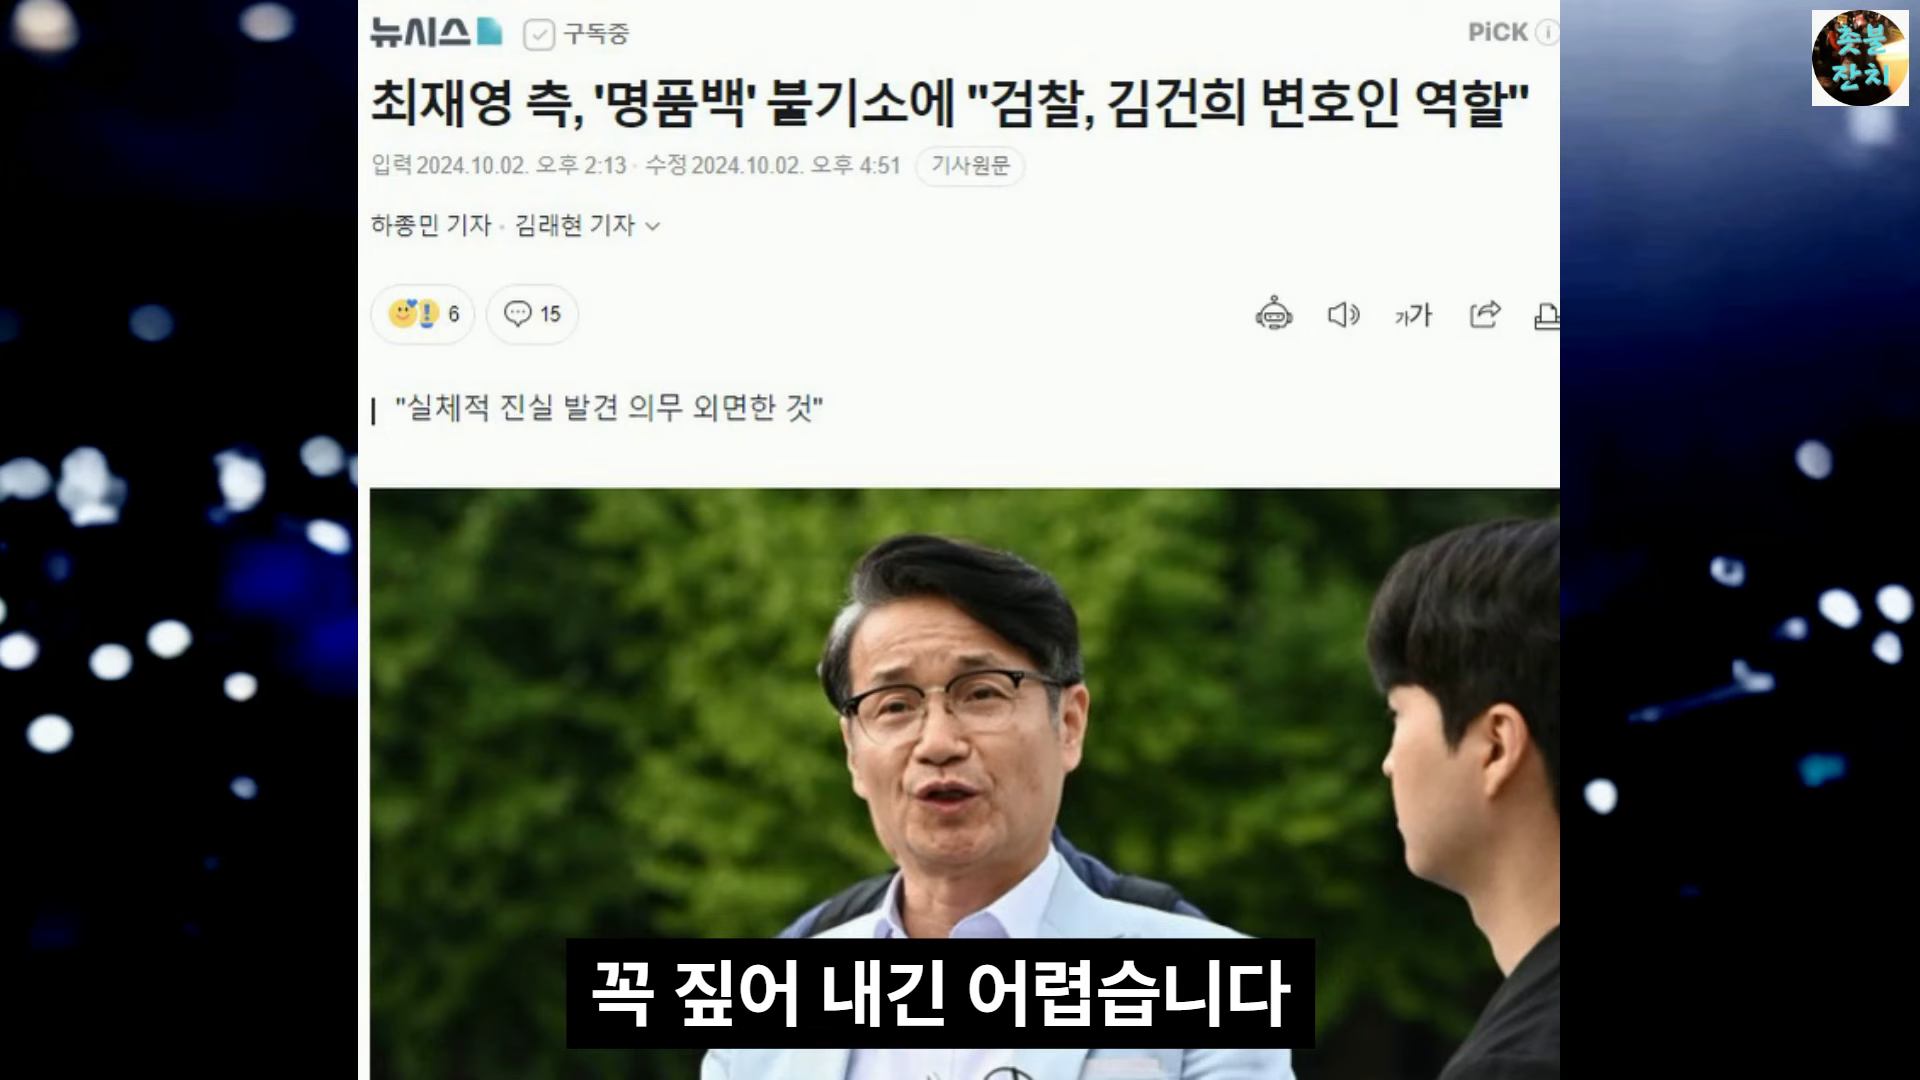 뉴시스 구독중
PiCK
촛불
잔치
최재영 측, '명품백' 불기소에 "검찰, 김건희 변호인 역할"
입력 2024.10.02. 오후 2:13 · 수정 2024.10.02. 오후 4:51 기사원문
하종민 기자 · 김래현 기자
6 15
가가
"실체적 진실 발견 의무 외면한 것"
꼭 짚어 내긴 어렵습니다